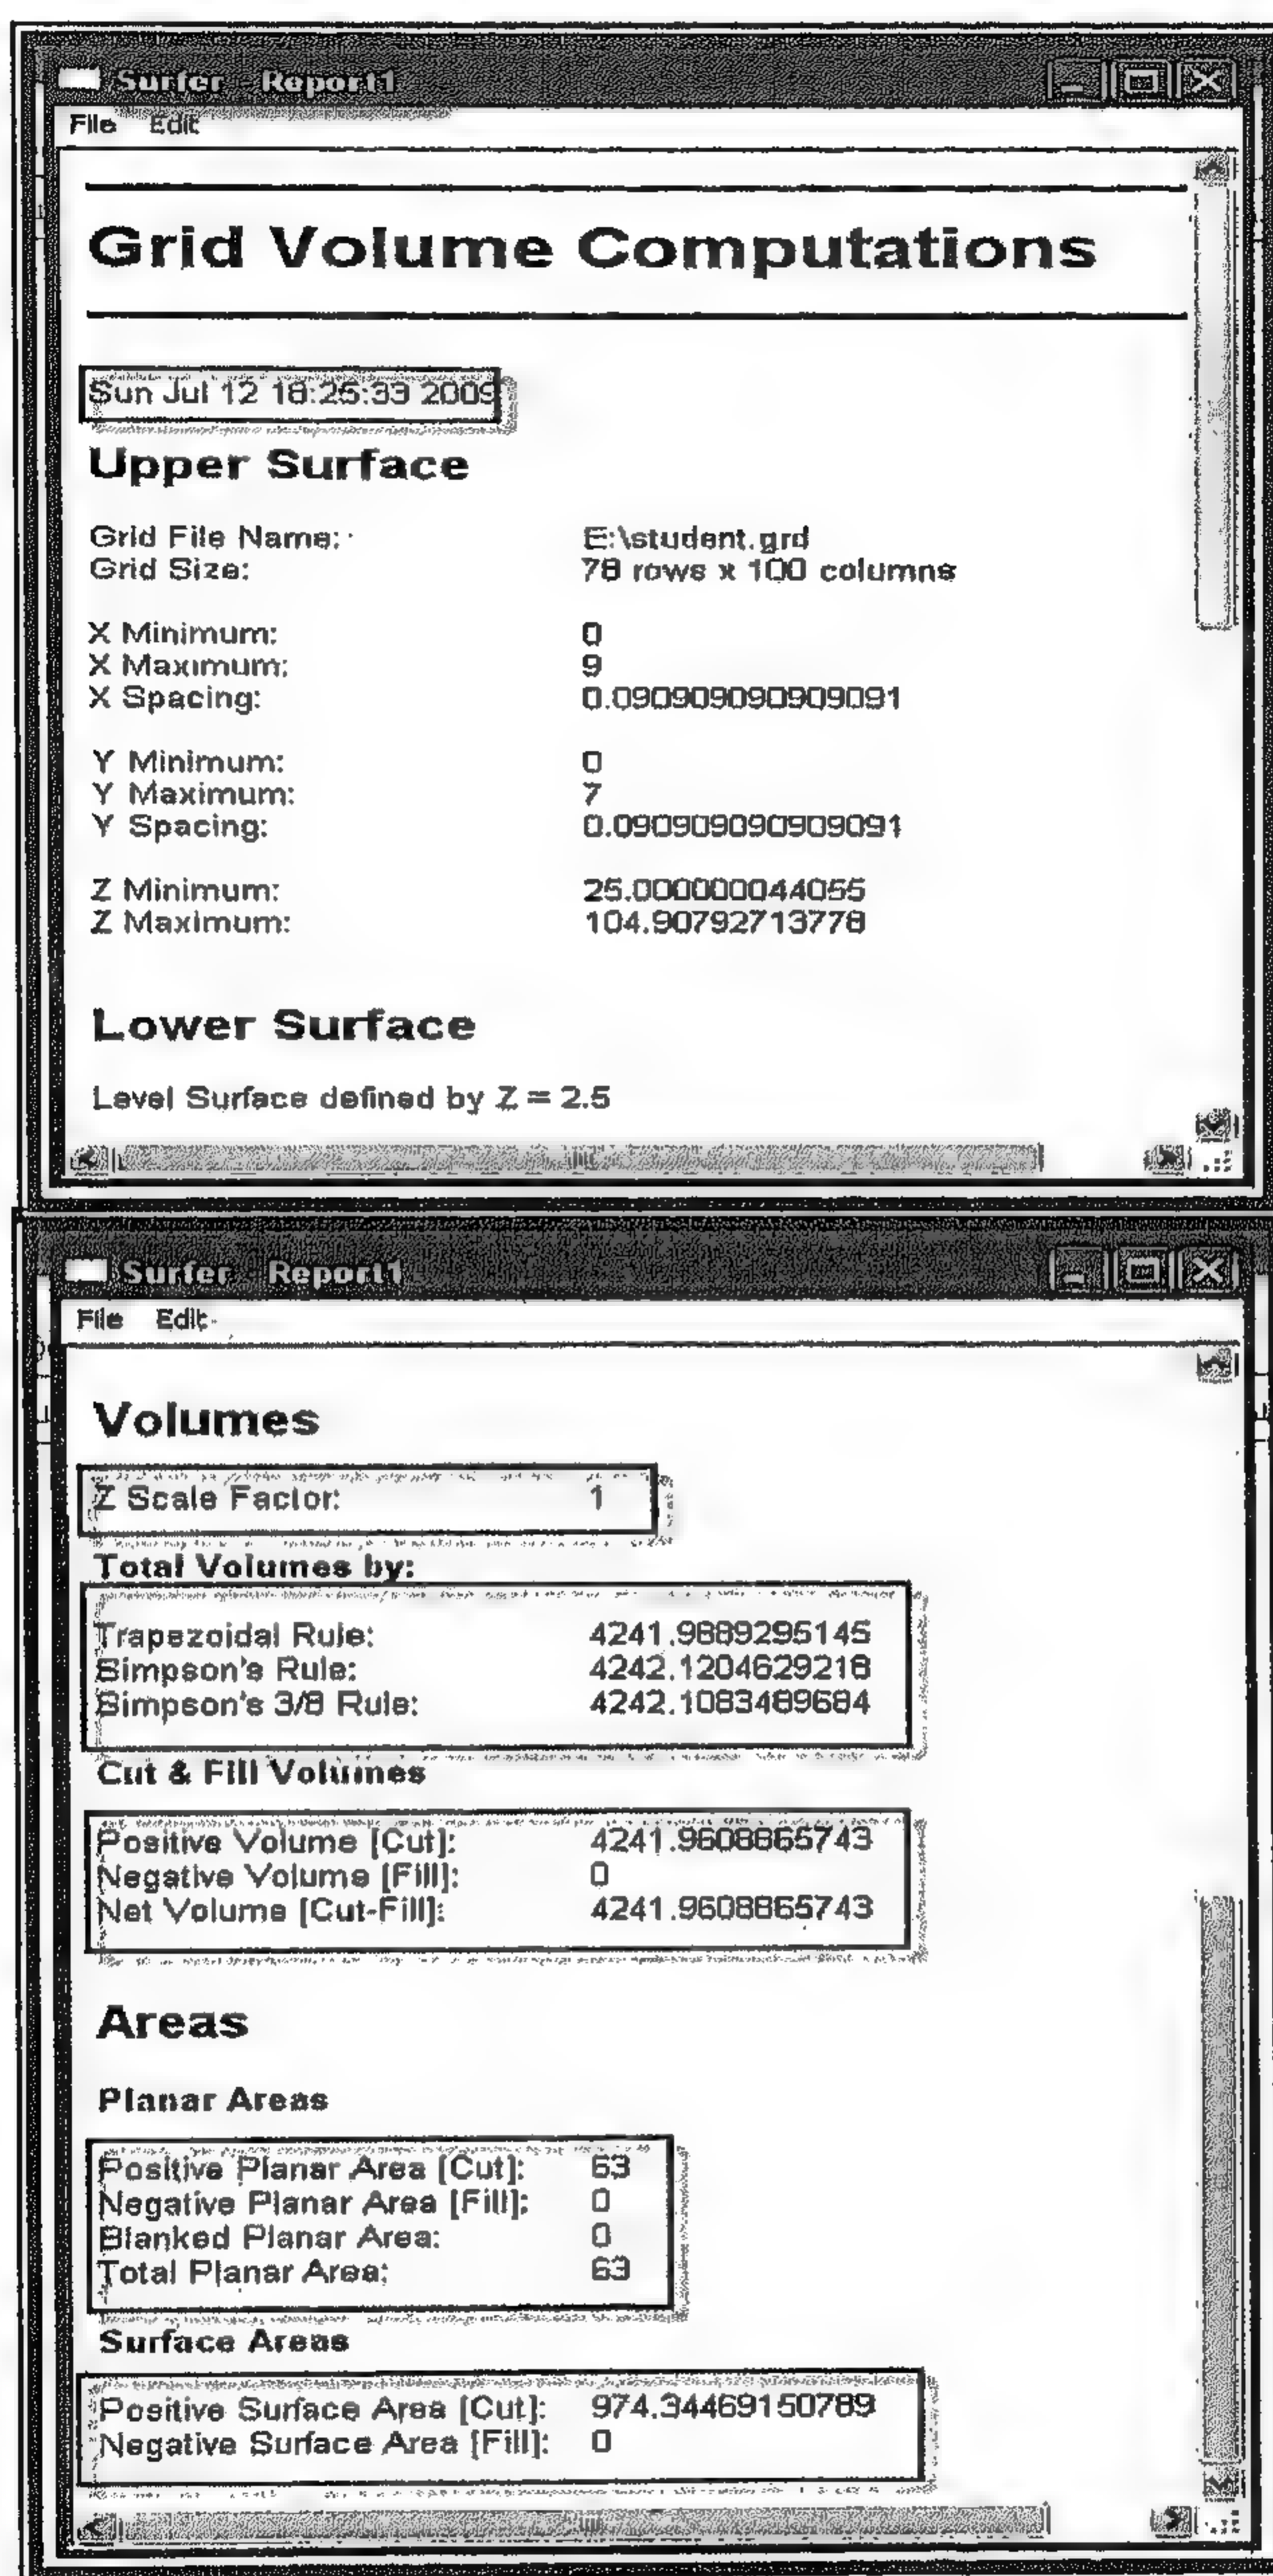 Surfer - Report1
File Edit
Grid Volume Computations
Sun Jul 12 18:25:33 2009
Upper Surface
Grid File Name: E:\student.grd
Grid Size: 78 rows x 100 columns
X Minimum: 0
X Maximum: 9
X Spacing: 0.090909090909091
Y Minimum: 0
Y Maximum: 7
Y Spacing: 0.090909090909091
Z Minimum: 25.000000044055
Z Maximum: 104.90792713778
Lower Surface
Level Surface defined by Z = 2.5
Surfer - Report1
File Edit
Volumes
Z Scale Factor: 1
Total Volumes by:
Trapezoidal Rule: 4241.9889295145
Simpson's Rule: 4242.1204629218
Simpson's 3/8 Rule: 4242.1083489684
Cut & Fill Volumes
Positive Volume [Cut]: 4241.9608865743
Negative Volume [Fill]: 0
Net Volume [Cut-Fill]: 4241.9608865743
Areas
Planar Areas
Positive Planar Area [Cut]: 63
Negative Planar Area [Fill]: 0
Blanked Planar Area: 0
Total Planar Area: 63
Surface Areas
Positive Surface Area [Cut]: 974.34469150789
Negative Surface Area [Fill]: 0